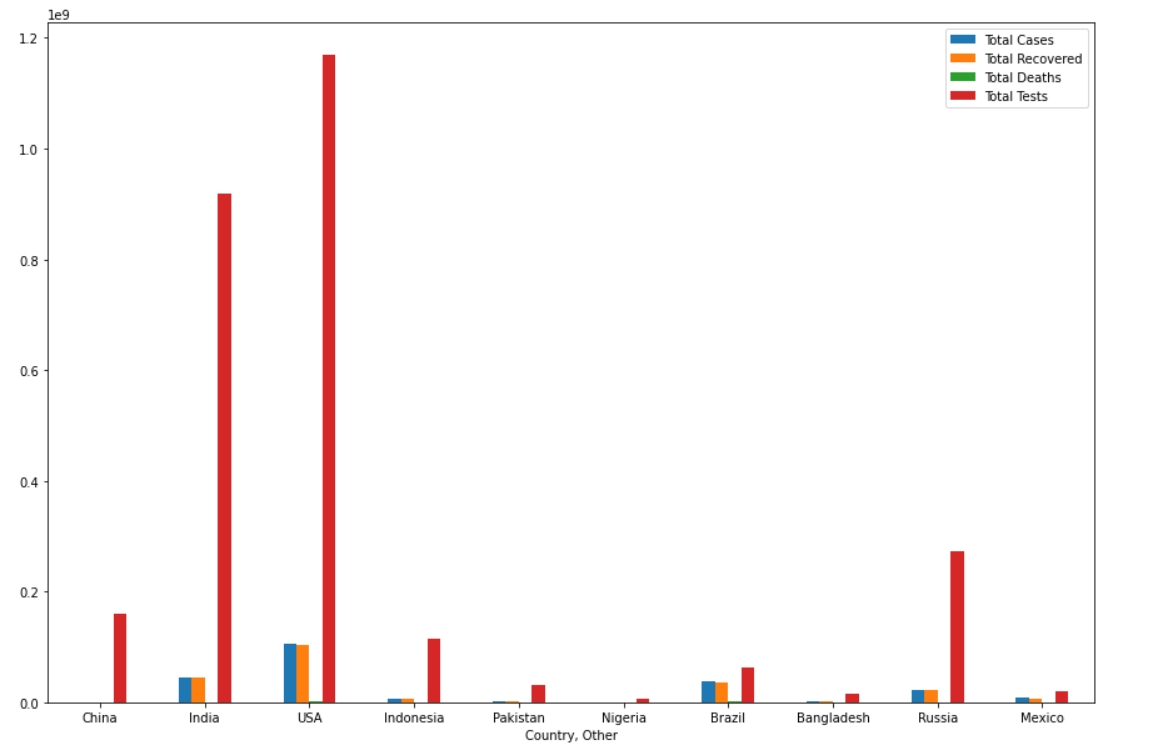 1e9
1.2
1.0
0.8
0.6
0.4
0.2
0.0
Total Cases
Total Recovered
Total Deaths
Total Tests
China India USA Indonesia Pakistan Nigeria Brazil Bangladesh Russia Mexico
Country, Other